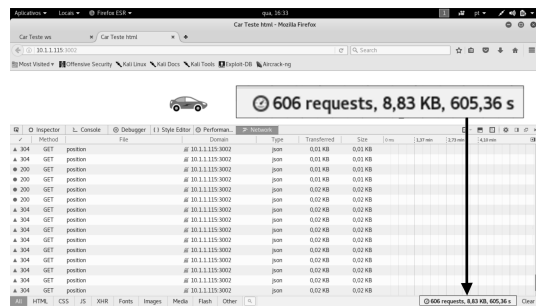 Aplicativos ▾ Locais ▾ Firefox ESR ▾ qua, 16:33 1 pt ▾
Car Teste html - Mozilla Firefox
Car Teste ws × Car Teste html × +
10.1.1.115:3002 Search
Most Visited ▾ Offensive Security Kali Linux Kali Docs Kali Tools Exploit-DB Aircrack-ng
606 requests, 8,83 KB, 605,36 s
Inspector Console Debugger Style Editor Performan... Network
✓ Method File Domain Type Transferred Size 0 ms 1,37 min 2,73 min 4,10 min
304 GET position 10.1.1.115:3002 json 0,01 KB 0,01 KB
304 GET position 10.1.1.115:3002 json 0,01 KB 0,01 KB
200 GET position 10.1.1.115:3002 json 0,01 KB 0,01 KB
200 GET position 10.1.1.115:3002 json 0,01 KB 0,01 KB
200 GET position 10.1.1.115:3002 json 0,02 KB 0,02 KB
304 GET position 10.1.1.115:3002 json 0,02 KB 0,02 KB
304 GET position 10.1.1.115:3002 json 0,02 KB 0,02 KB
304 GET position 10.1.1.115:3002 json 0,02 KB 0,02 KB
200 GET position 10.1.1.115:3002 json 0,02 KB 0,02 KB
304 GET position 10.1.1.115:3002 json 0,02 KB 0,02 KB
304 GET position 10.1.1.115:3002 json 0,02 KB 0,02 KB
304 GET position 10.1.1.115:3002 json 0,02 KB 0,02 KB
304 GET position 10.1.1.115:3002 json 0,02 KB 0,02 KB
304 GET position 10.1.1.115:3002 json 0,02 KB 0,02 KB
304 GET position 10.1.1.115:3002 json 0,02 KB 0,02 KB
All HTML CSS JS XHR Fonts Images Media Flash Other 606 requests, 8,83 KB, 605,36 s Clear